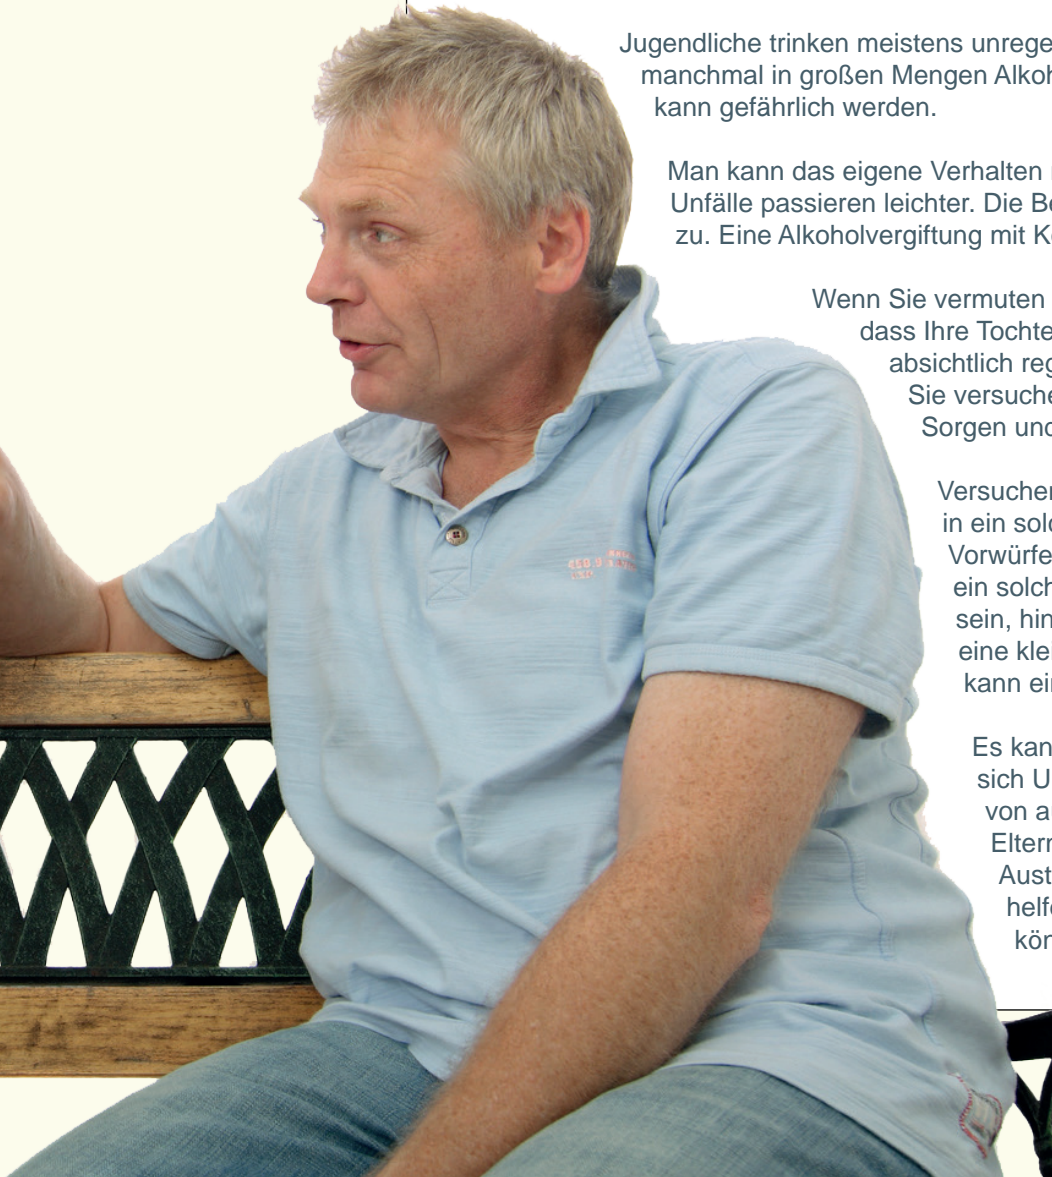 Jugendliche trinken meistens unrege
manchmal in großen Mengen Alkoh
kann gefährlich werden.
Man kann das eigene Verhalten
Unfälle passieren leichter. Die Be
zu. Eine Alkoholvergiftung mit Ko
Wenn Sie vermuten
dass Ihre Tochte
absichtlich reg
Sie versuche
Sorgen und
Versuchen
in ein solc
Vorwürfe
ein solch
sein, hin
eine klei
kann ein
Es kan
sich U
von a
Eltern
Aust
helfe
kön